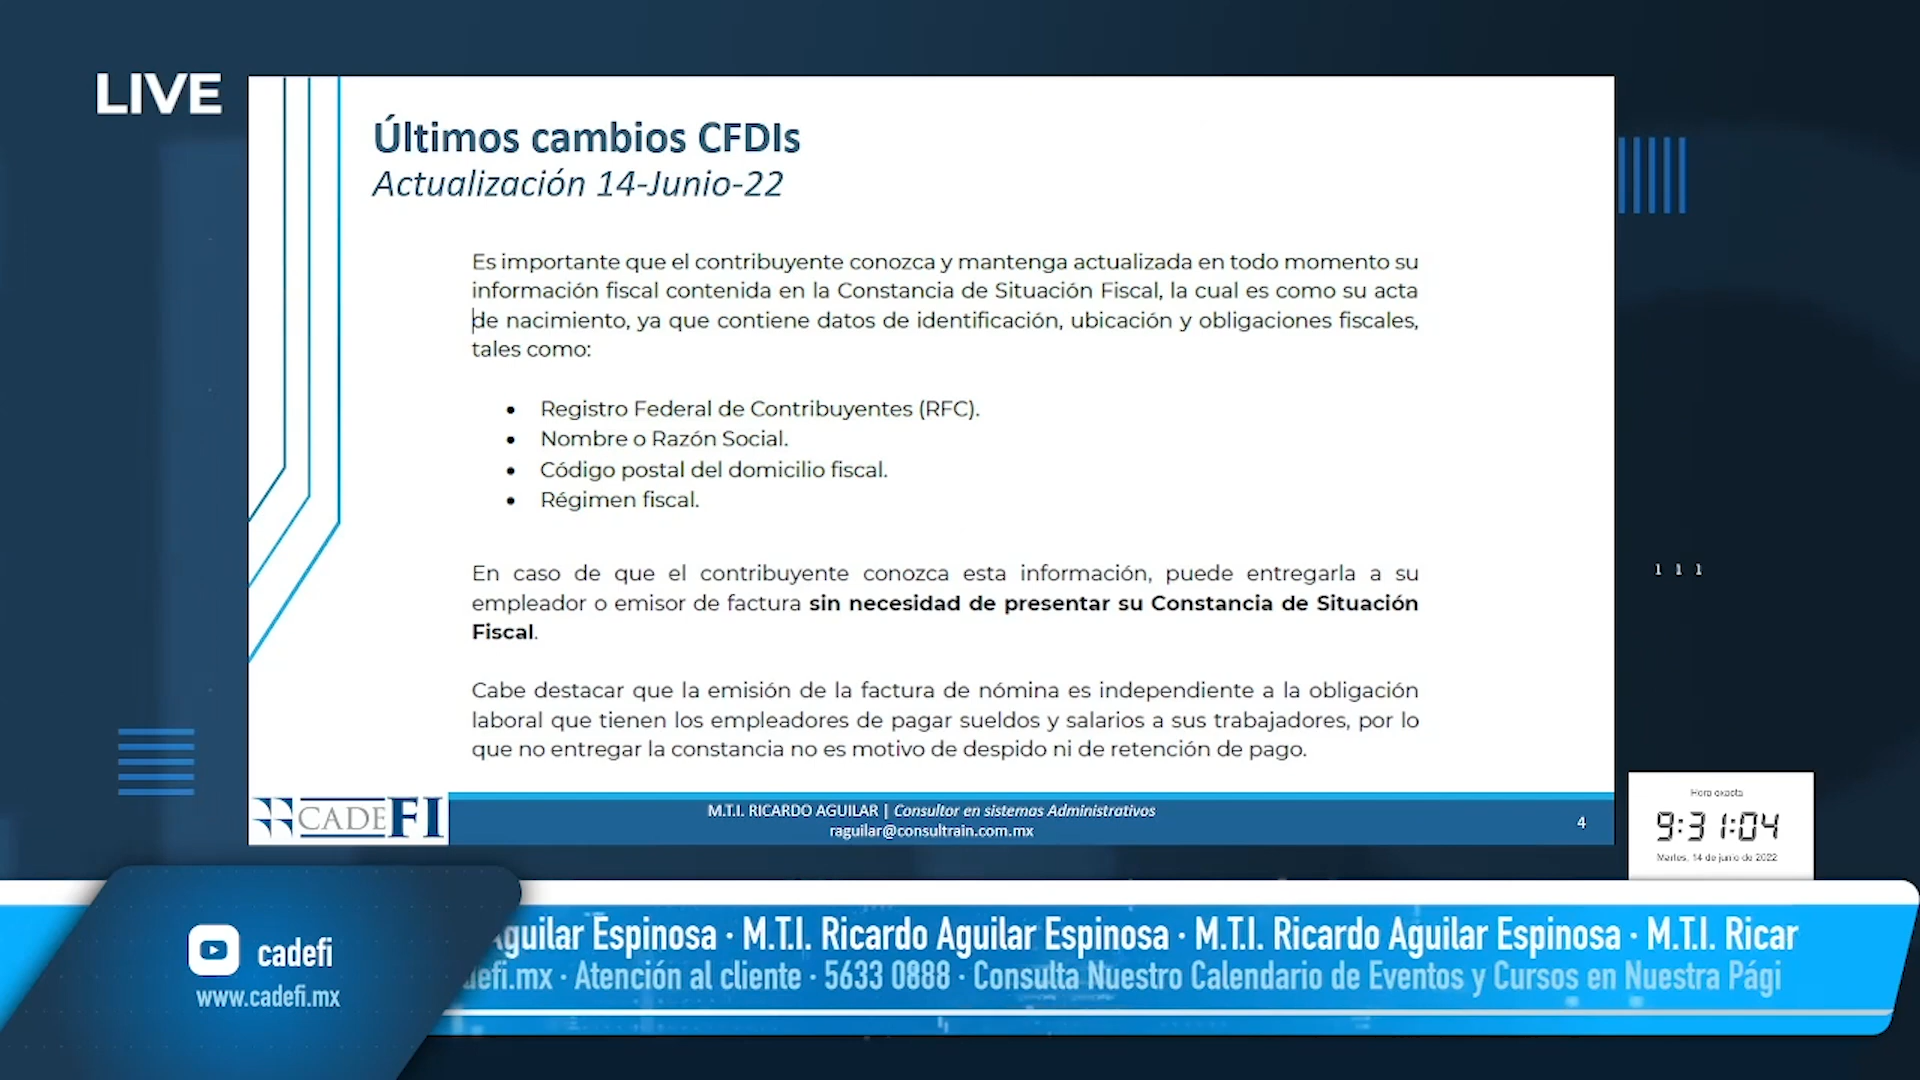 LIVE
Últimos cambios CFDIs
Actualización 14-Junio-22
Es importante que el contribuyente conozca y mantenga actualizada en todo momento su
información fiscal contenida en la Constancia de Situación Fiscal, la cual es como su acta
de nacimiento, ya que contiene datos de identificación, ubicación y obligaciones fiscales,
tales como:
• Registro Federal de Contribuyentes (RFC).
• Nombre o Razón Social.
• Código postal del domicilio fiscal.
• Régimen fiscal.
1 1 1
En caso de que el contribuyente conozca esta información, puede entregarla a su
empleador o emisor de factura sin necesidad de presentar su Constancia de Situación
Fiscal.
Cabe destacar que la emisión de la factura de nómina es independiente a la obligación
laboral que tienen los empleadores de pagar sueldos y salarios a sus trabajadores, por lo
que no entregar la constancia no es motivo de despido ni de retención de pago.
CADEFI
M.T.I. RICARDO AGUILAR | Consultor en sistemas Administrativos
raguilar@consultrain.com.mx
4
Hora exacta
9:31:04
Martes, 14 de junio de 2022
cadefi
www.cadefi.mx
Aguilar Espinosa · M.T.I. Ricardo Aguilar Espinosa · M.T.I. Ricardo Aguilar Espinosa · M.T.I. Ricar
defi.mx · Atención al cliente · 5633 0888 · Consulta Nuestro Calendario de Eventos y Cursos en Nuestra Pági